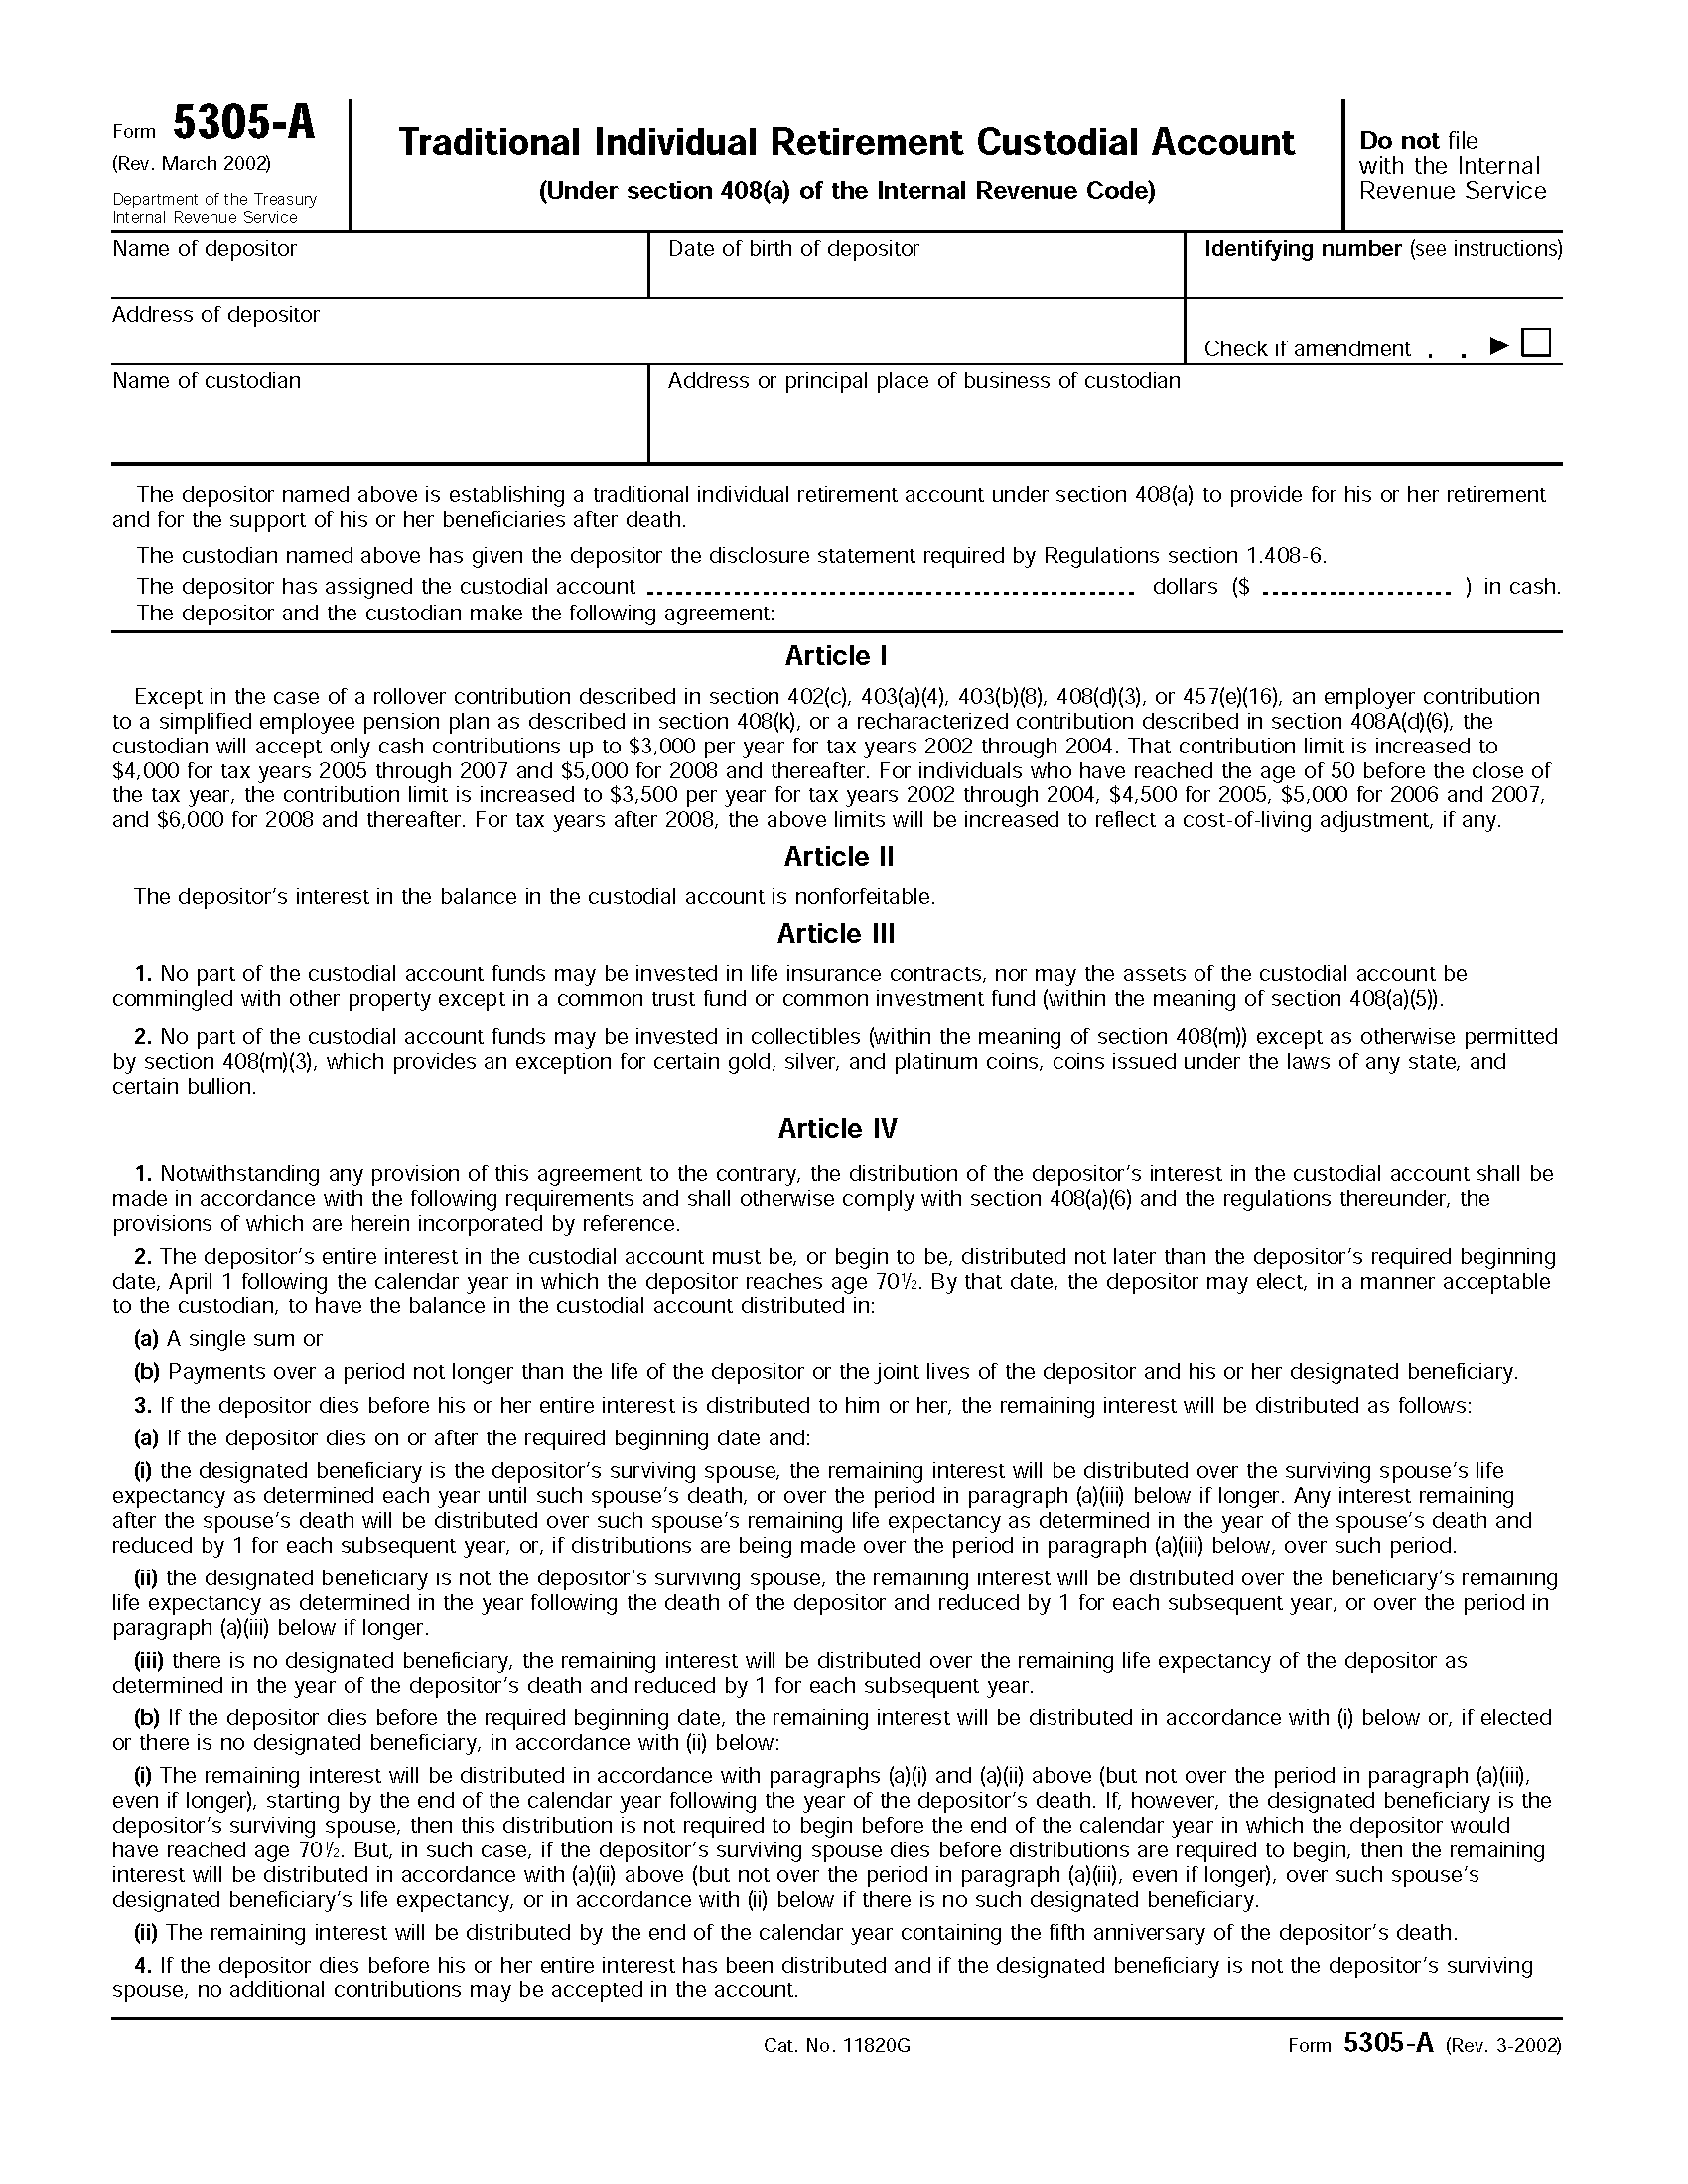 Form 5305-A
(Rev. March 2002)
Department of the Treasury
Internal Revenue Service
Traditional Individual Retirement Custodial Account
(Under section 408(a) of the Internal Revenue Code)
Do not file
with the Internal
Revenue Service
Name of depositor
Date of birth of depositor
Identifying number (see instructions)
Address of depositor
Check if amendment . . ▶
Name of custodian
Address or principal place of business of custodian
The depositor named above is establishing a traditional individual retirement account under section 408(a) to provide for his or her retirement
and for the support of his or her beneficiaries after death.
The custodian named above has given the depositor the disclosure statement required by Regulations section 1.408-6.
The depositor has assigned the custodial account dollars ($ ) in cash.
The depositor and the custodian make the following agreement:
Article I
Except in the case of a rollover contribution described in section 402(c), 403(a)(4), 403(b)(8), 408(d)(3), or 457(e)(16), an employer contribution
to a simplified employee pension plan as described in section 408(k), or a recharacterized contribution described in section 408A(d)(6), the
custodian will accept only cash contributions up to $3,000 per year for tax years 2002 through 2004. That contribution limit is increased to
$4,000 for tax years 2005 through 2007 and $5,000 for 2008 and thereafter. For individuals who have reached the age of 50 before the close of
the tax year, the contribution limit is increased to $3,500 per year for tax years 2002 through 2004, $4,500 for 2005, $5,000 for 2006 and 2007,
and $6,000 for 2008 and thereafter. For tax years after 2008, the above limits will be increased to reflect a cost-of-living adjustment, if any.
Article II
The depositor's interest in the balance in the custodial account is nonforfeitable.
Article III
1. No part of the custodial account funds may be invested in life insurance contracts, nor may the assets of the custodial account be
commingled with other property except in a common trust fund or common investment fund (within the meaning of section 408(a)(5)).
2. No part of the custodial account funds may be invested in collectibles (within the meaning of section 408(m)) except as otherwise permitted
by section 408(m)(3), which provides an exception for certain gold, silver, and platinum coins, coins issued under the laws of any state, and
certain bullion.
Article IV
1. Notwithstanding any provision of this agreement to the contrary, the distribution of the depositor's interest in the custodial account shall be
made in accordance with the following requirements and shall otherwise comply with section 408(a)(6) and the regulations thereunder, the
provisions of which are herein incorporated by reference.
2. The depositor's entire interest in the custodial account must be, or begin to be, distributed not later than the depositor's required beginning
date, April 1 following the calendar year in which the depositor reaches age 70½. By that date, the depositor may elect, in a manner acceptable
to the custodian, to have the balance in the custodial account distributed in:
(a) A single sum or
(b) Payments over a period not longer than the life of the depositor or the joint lives of the depositor and his or her designated beneficiary.
3. If the depositor dies before his or her entire interest is distributed to him or her, the remaining interest will be distributed as follows:
(a) If the depositor dies on or after the required beginning date and:
(i) the designated beneficiary is the depositor's surviving spouse, the remaining interest will be distributed over the surviving spouse's life
expectancy as determined each year until such spouse's death, or over the period in paragraph (a)(iii) below if longer. Any interest remaining
after the spouse's death will be distributed over such spouse's remaining life expectancy as determined in the year of the spouse's death and
reduced by 1 for each subsequent year, or, if distributions are being made over the period in paragraph (a)(iii) below, over such period.
(ii) the designated beneficiary is not the depositor's surviving spouse, the remaining interest will be distributed over the beneficiary's remaining
life expectancy as determined in the year following the death of the depositor and reduced by 1 for each subsequent year, or over the period in
paragraph (a)(iii) below if longer.
(iii) there is no designated beneficiary, the remaining interest will be distributed over the remaining life expectancy of the depositor as
determined in the year of the depositor's death and reduced by 1 for each subsequent year.
(b) If the depositor dies before the required beginning date, the remaining interest will be distributed in accordance with (i) below or, if elected
or there is no designated beneficiary, in accordance with (ii) below:
(i) The remaining interest will be distributed in accordance with paragraphs (a)(i) and (a)(ii) above (but not over the period in paragraph (a)(iii),
even if longer), starting by the end of the calendar year following the year of the depositor's death. If, however, the designated beneficiary is the
depositor's surviving spouse, then this distribution is not required to begin before the end of the calendar year in which the depositor would
have reached age 70½. But, in such case, if the depositor's surviving spouse dies before distributions are required to begin, then the remaining
interest will be distributed in accordance with (a)(ii) above (but not over the period in paragraph (a)(iii), even if longer), over such spouse's
designated beneficiary's life expectancy, or in accordance with (ii) below if there is no such designated beneficiary.
(ii) The remaining interest will be distributed by the end of the calendar year containing the fifth anniversary of the depositor's death.
4. If the depositor dies before his or her entire interest has been distributed and if the designated beneficiary is not the depositor's surviving
spouse, no additional contributions may be accepted in the account.
Cat. No. 11820G
Form 5305-A (Rev. 3-2002)